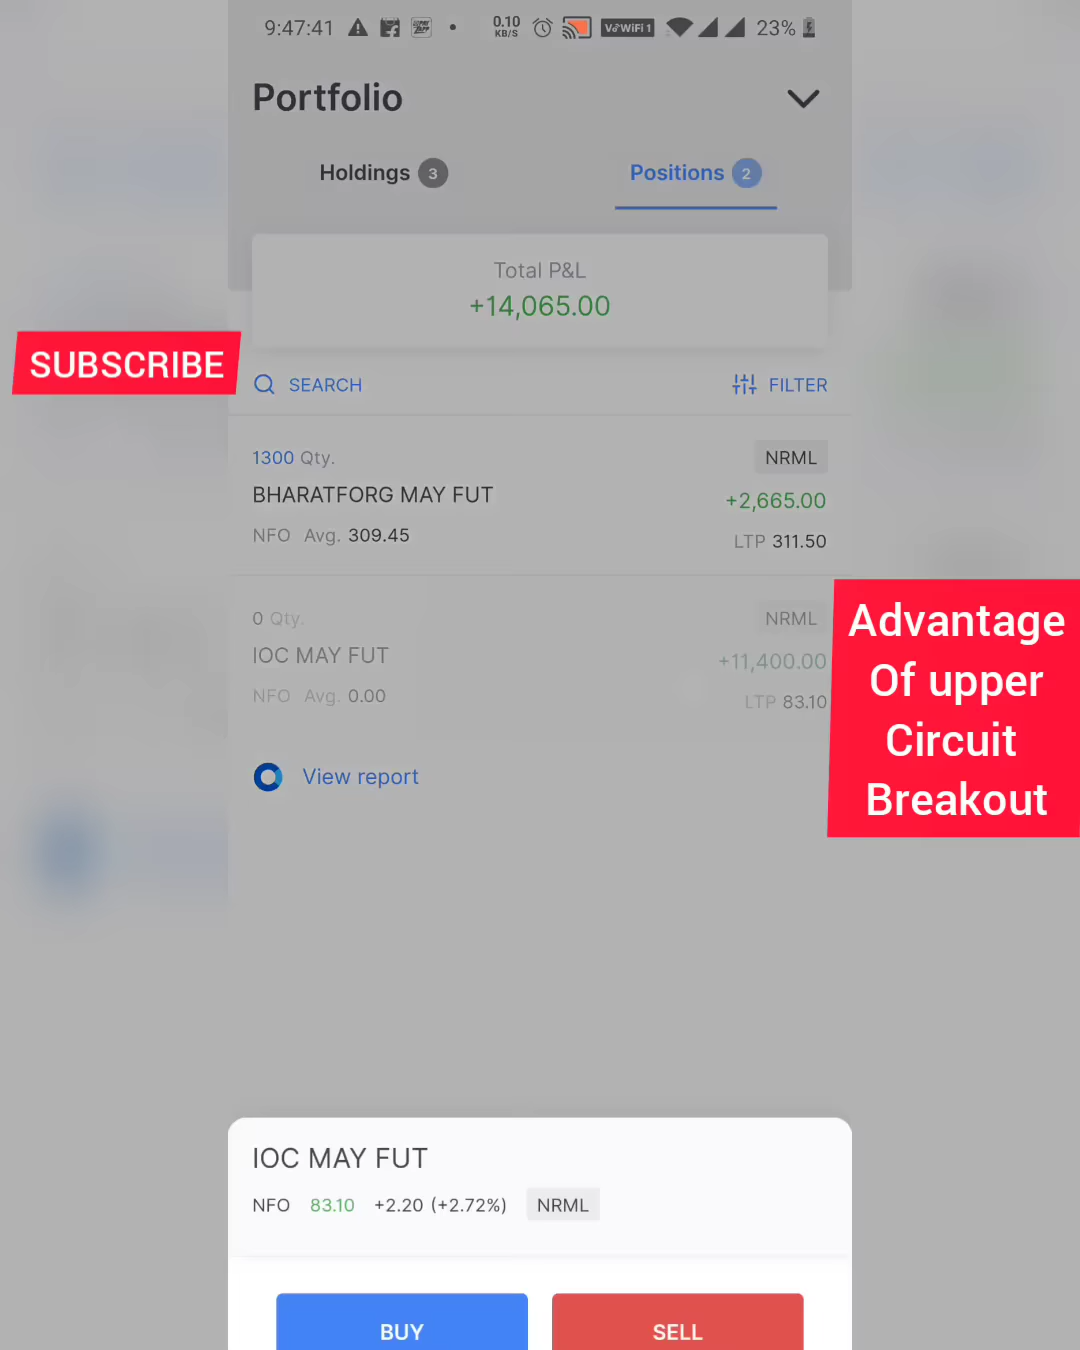 9:47:41 0.10 KB/S VoWiFi 1 23%
Portfolio
Holdings 3 Positions 2
Total P&L
+14,065.00
SUBSCRIBE
SEARCH FILTER
1300 Qty. NRML
BHARATFORG MAY FUT +2,665.00
NFO Avg. 309.45 LTP 311.50
0 Qty. NRML
IOC MAY FUT +11,400.00
NFO Avg. 0.00 LTP 83.10
Advantage
Of upper
Circuit
Breakout
View report
IOC MAY FUT
NFO 83.10 +2.20 (+2.72%) NRML
BUY SELL